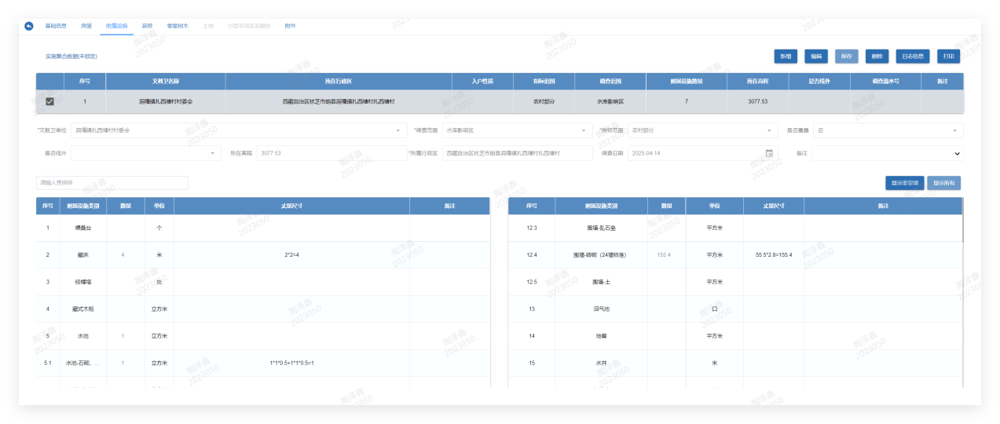 基础信息 房屋 附属设施 装修 零星树木 土地 小型专项及农副业 附件
实施复合数据(未锁定) 新增 编辑 保存 删除 日志信息 打印
序号 文教卫名称 所在行政区 入户性质 指标范围 调查范围 附属设施数量 所在高程 是否线外 调查流水号 备注
1 洞嘎镇扎西塘村村委会 西藏自治区林芝市朗县洞嘎镇扎西塘村扎西塘村 农村部分 水库影响区 7 3077.53
*文教卫单位 洞嘎镇扎西塘村村委会 *调查范围 水库影响区 *指标范围 农村部分 是否重叠 否
是否线外 所在高程 3077.53 *所属行政区 西藏自治区林芝市朗县洞嘎镇扎西塘村扎西塘村 调查日期 2025-04-14 备注
请输入查询项 显示非空项 显示所有
序号 附属设施类别 数量 单位 丈量尺寸 备注
1 煨桑台 个
2 藏床 4 米 2*2=4
3 经幡塔 处
4 藏式木柜 立方米
5 水池 1 立方米
5.1 水池-石砌、... 1 立方米 1*1*0.5+1*1*0.5=1
序号 附属设施类别 数量 单位 丈量尺寸 备注
12.3 围墙-乱石垒 平方米
12.4 围墙-砖砌（24墙标准） 155.4 平方米 55.5*2.8=155.4
12.5 围墙-土 平方米
13 沼气池 口
14 地窖 平方米
15 水井 米
陶泽鑫
2023050